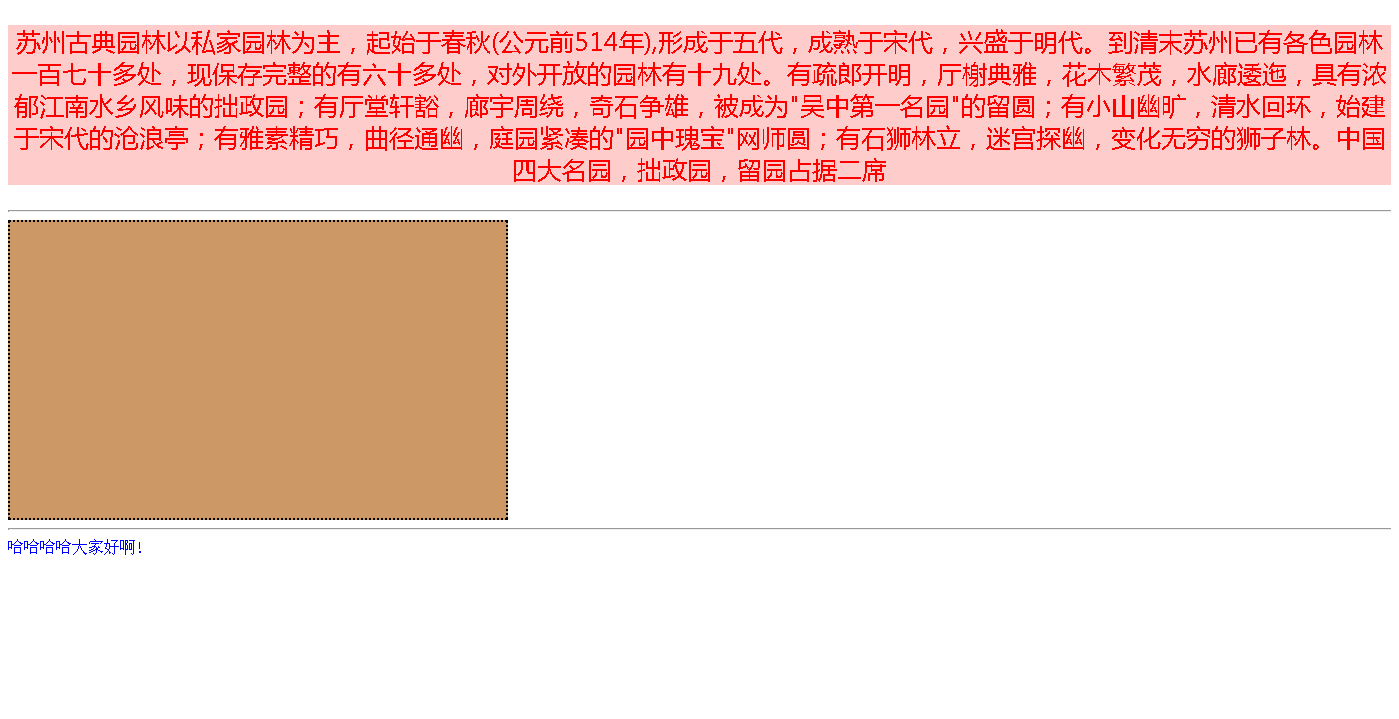 苏州古典园林以私家园林为主，起始于春秋(公元前514年),形成于五代，成熟于宋代，兴盛于明代。到清末苏州已有各色园林
一百七十多处，现保存完整的有六十多处，对外开放的园林有十九处。有疏郎开明，厅榭典雅，花木繁茂，水廊逶迤，具有浓
郁江南水乡风味的拙政园；有厅堂轩豁，廊宇周绕，奇石争雄，被成为"吴中第一名园"的留圆；有小山幽旷，清水回环，始建
于宋代的沧浪亭；有雅素精巧，曲径通幽，庭园紧凑的"园中瑰宝"网师圆；有石狮林立，迷宫探幽，变化无穷的狮子林。中国
四大名园，拙政园，留园占据二席
哈哈哈哈大家好啊!